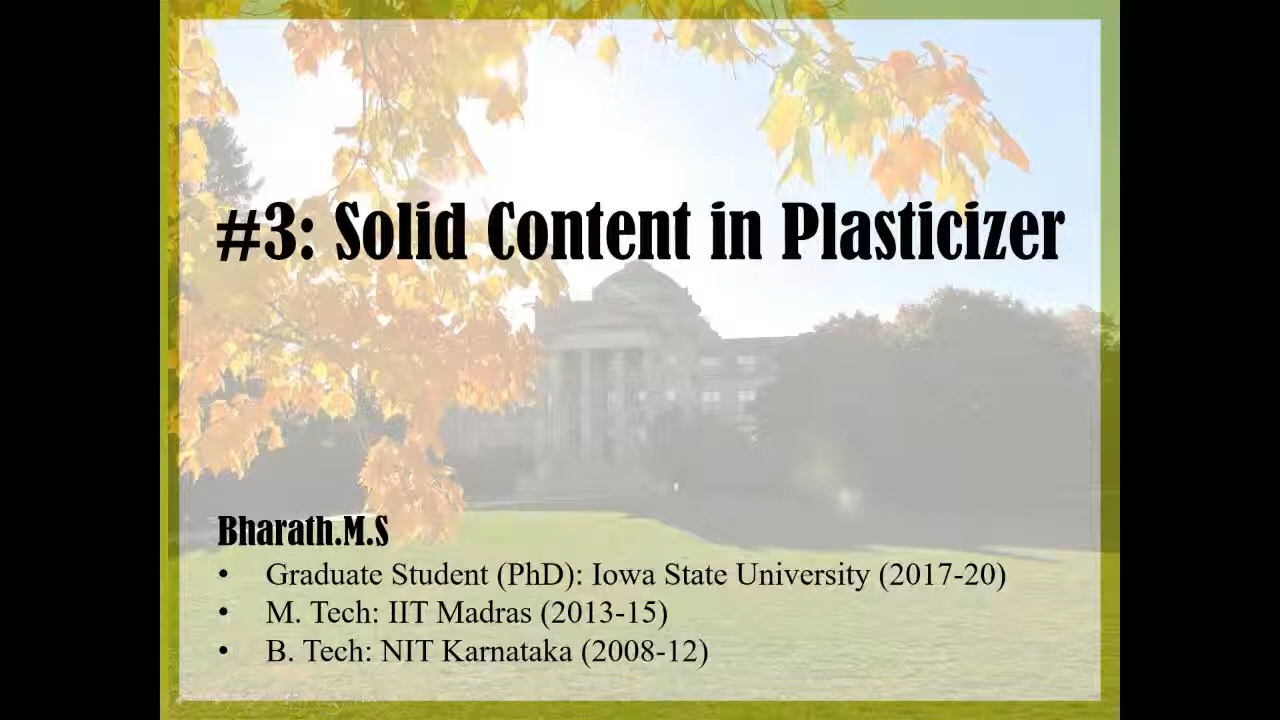 #3: Solid Content in Plasticizer
Bharath.M.S
• Graduate Student (PhD): Iowa State University (2017-20)
• M. Tech: IIT Madras (2013-15)
• B. Tech: NIT Karnataka (2008-12)